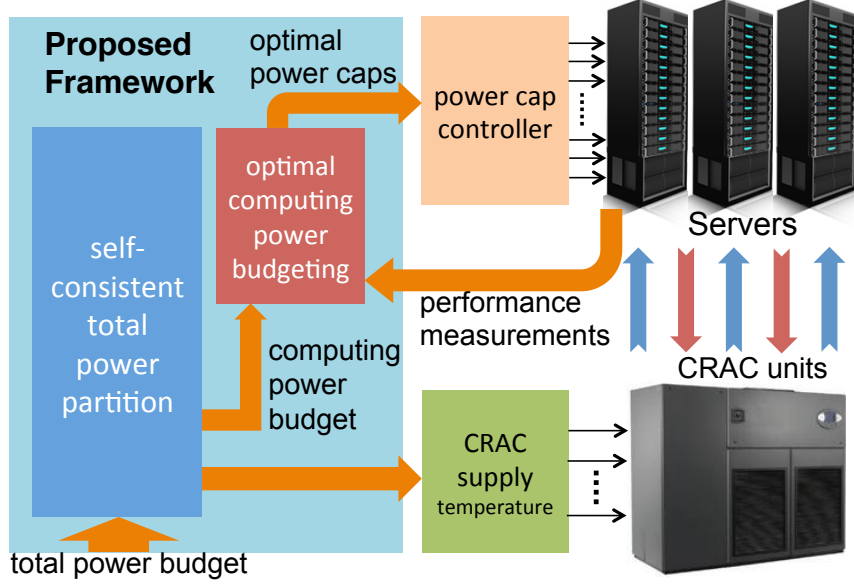 Proposed
Framework
optimal
power caps
power cap
controller
optimal
computing
power
budgeting
self-
consistent
total
power
partition
Servers
performance
measurements
computing
power
budget
CRAC units
CRAC
supply
temperature
total power budget